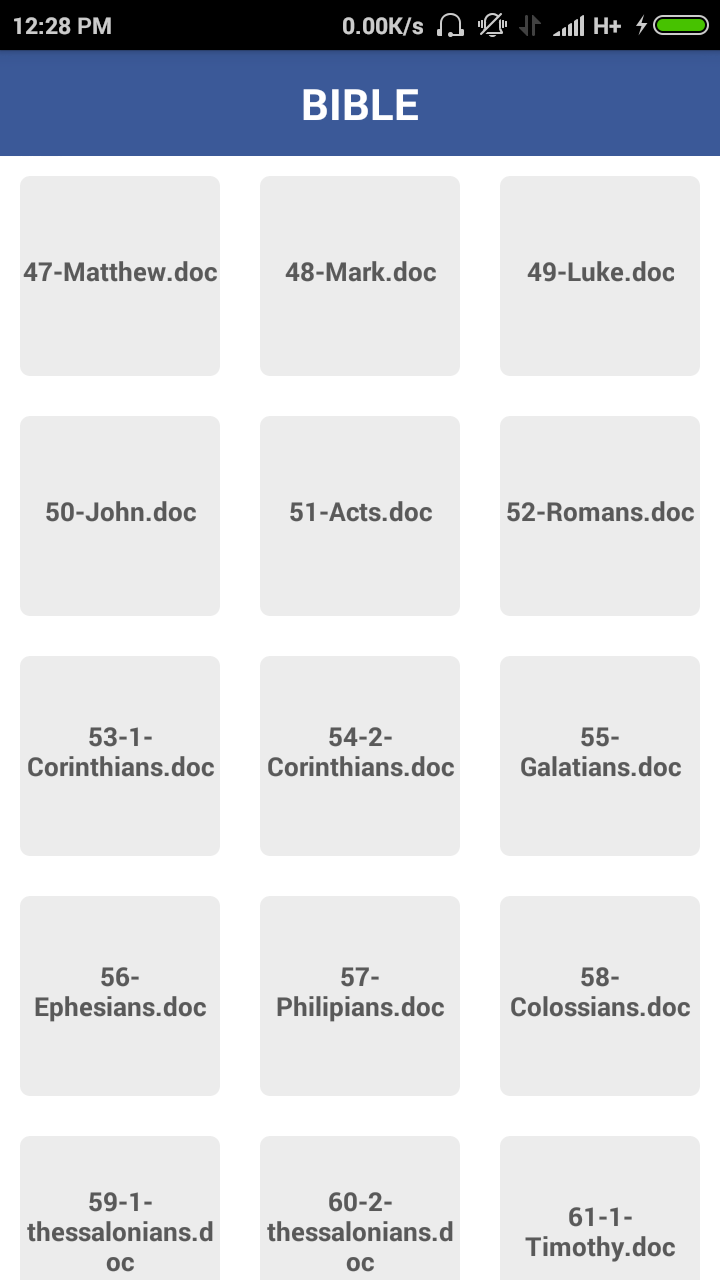 12:28 PM 0.00K/s H+
BIBLE
47-Matthew.doc
48-Mark.doc
49-Luke.doc
50-John.doc
51-Acts.doc
52-Romans.doc
53-1-
Corinthians.doc
54-2-
Corinthians.doc
55-
Galatians.doc
56-
Ephesians.doc
57-
Philipians.doc
58-
Colossians.doc
59-1-
thessalonians.d
oc
60-2-
thessalonians.d
oc
61-1-
Timothy.doc